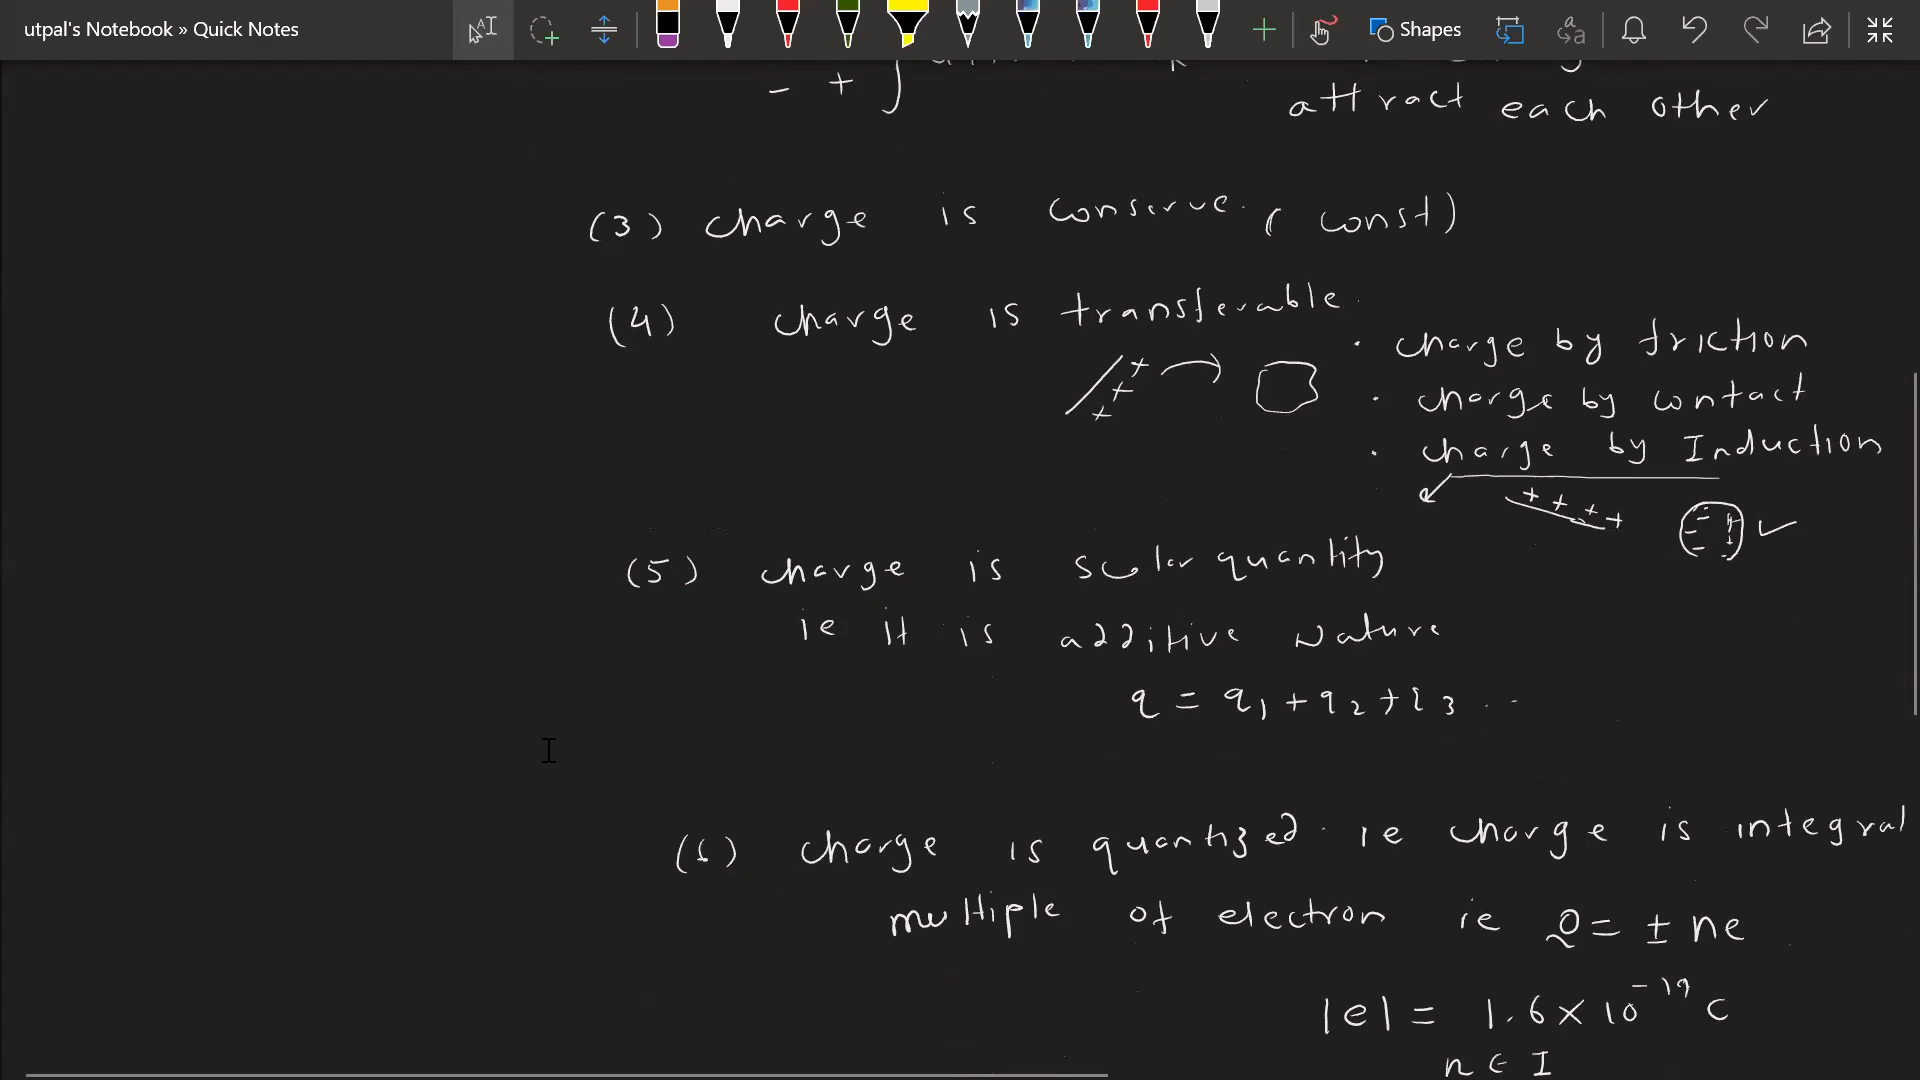 utpal's Notebook » Quick Notes
Shapes
- +
attract each other
(3) charge is conserve. (const)
(4) charge is transferable.
· charge by friction
+ + +
· charge by contact
· charge by Induction
+ + + +
(5) charge is scalar quantity
ie it is additive Nature
q = q1 + q2 + q3 ..
(6) charge is quantized. ie charge is integral
multiple of electron ie Q = ± ne
|e| = 1.6 × 10^-19 C
n ∈ I